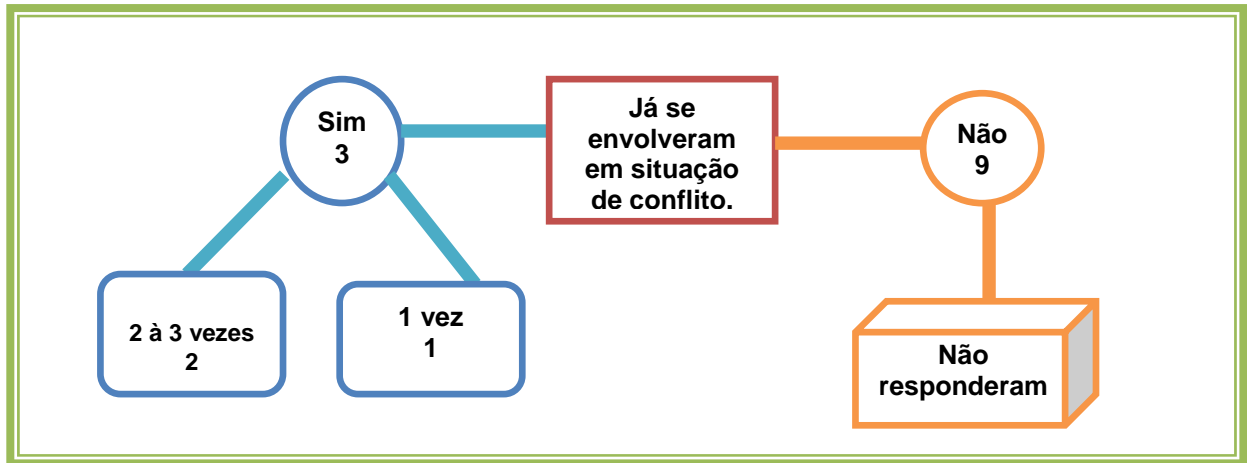 Já se
envolveram
em situação
de conflito.
Sim
3
2 à 3 vezes
2
1 vez
1
Não
9
Não
responderam